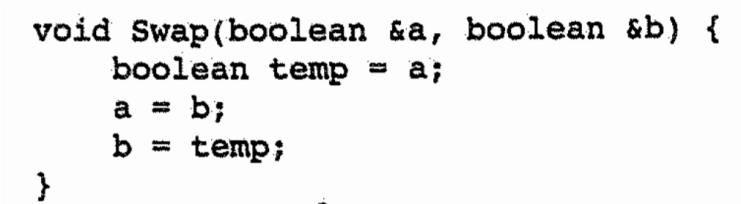 void Swap(boolean &a, boolean &b) {
    boolean temp = a;
    a = b;
    b = temp;
}